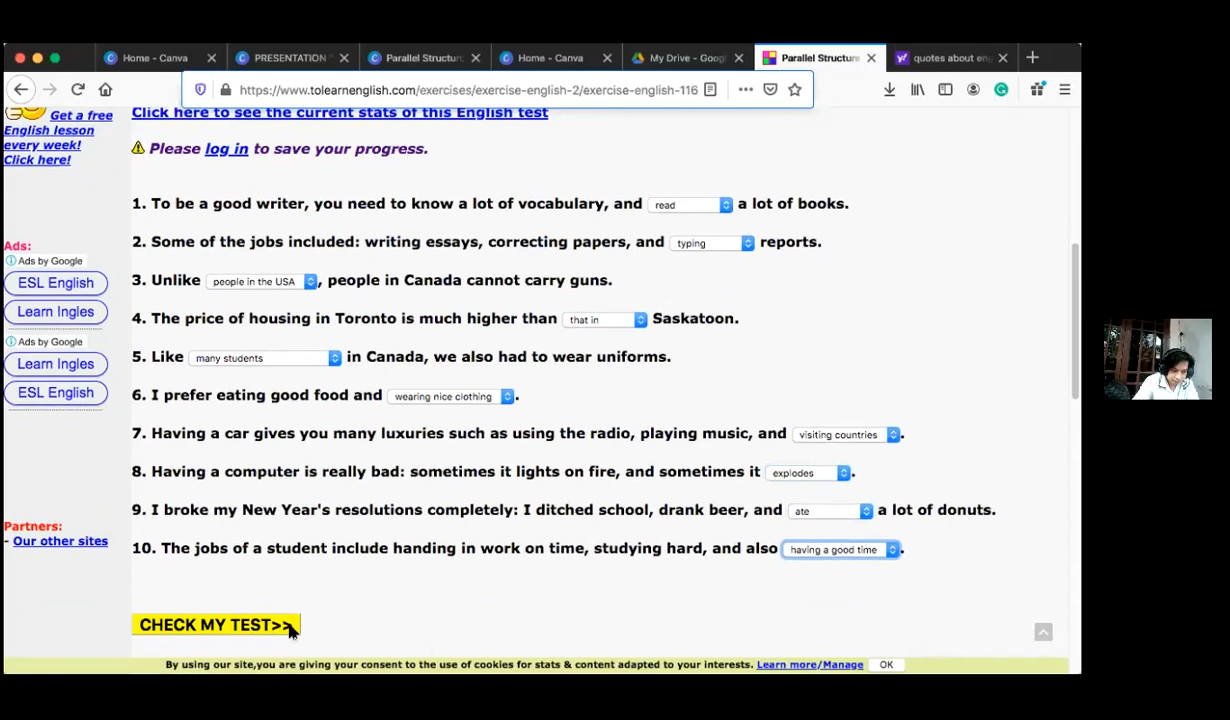 Home - Canva
PRESENTATION
Parallel Structur
Home - Canva
My Drive - Googl
Parallel Structure
quotes about en
https://www.tolearnenglish.com/exercises/exercise-english-2/exercise-english-116
Get a free
English lesson
every week!
Click here!
Click here to see the current stats of this English test
Please log in to save your progress.
1. To be a good writer, you need to know a lot of vocabulary, and read a lot of books.
2. Some of the jobs included: writing essays, correcting papers, and typing reports.
3. Unlike people in the USA, people in Canada cannot carry guns.
4. The price of housing in Toronto is much higher than that in Saskatoon.
5. Like many students in Canada, we also had to wear uniforms.
6. I prefer eating good food and wearing nice clothing.
7. Having a car gives you many luxuries such as using the radio, playing music, and visiting countries.
8. Having a computer is really bad: sometimes it lights on fire, and sometimes it explodes.
9. I broke my New Year's resolutions completely: I ditched school, drank beer, and ate a lot of donuts.
10. The jobs of a student include handing in work on time, studying hard, and also having a good time.
Ads:
Ads by Google
ESL English
Learn Ingles
Ads by Google
Learn Ingles
ESL English
Partners:
- Our other sites
CHECK MY TEST>>
By using our site,you are giving your consent to the use of cookies for stats & content adapted to your interests. Learn more/Manage OK